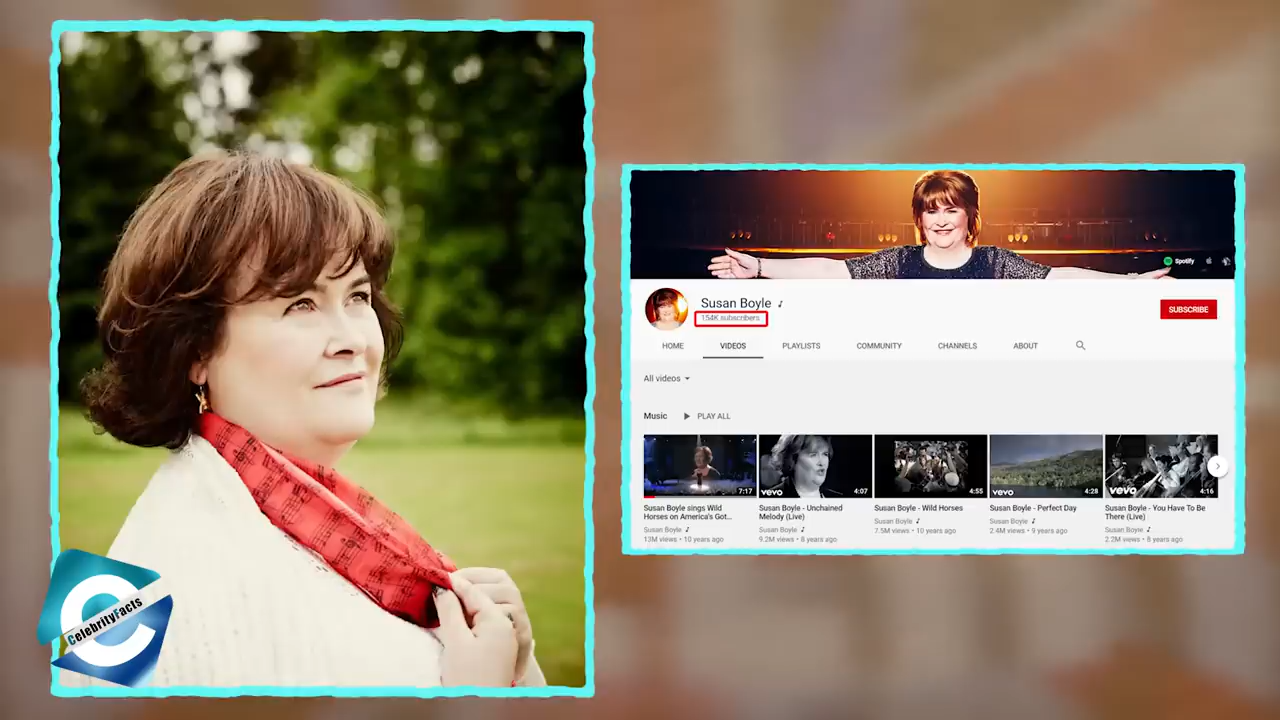 CelebrityFacts
Spotify
Susan Boyle
154K subscribers
SUBSCRIBE
HOME VIDEOS PLAYLISTS COMMUNITY CHANNELS ABOUT
All videos
Music PLAY ALL
7:17
vevo 4:07
4:55
vevo 4:28
vevo 4:16
Susan Boyle sings Wild
Horses on America's Got...
Susan Boyle
13M views • 10 years ago
Susan Boyle - Unchained
Melody (Live)
Susan Boyle
9.2M views • 8 years ago
Susan Boyle - Wild Horses
Susan Boyle
7.5M views • 10 years ago
Susan Boyle - Perfect Day
Susan Boyle
2.4M views • 9 years ago
Susan Boyle - You Have To Be
There (Live)
Susan Boyle
2.2M views • 8 years ago